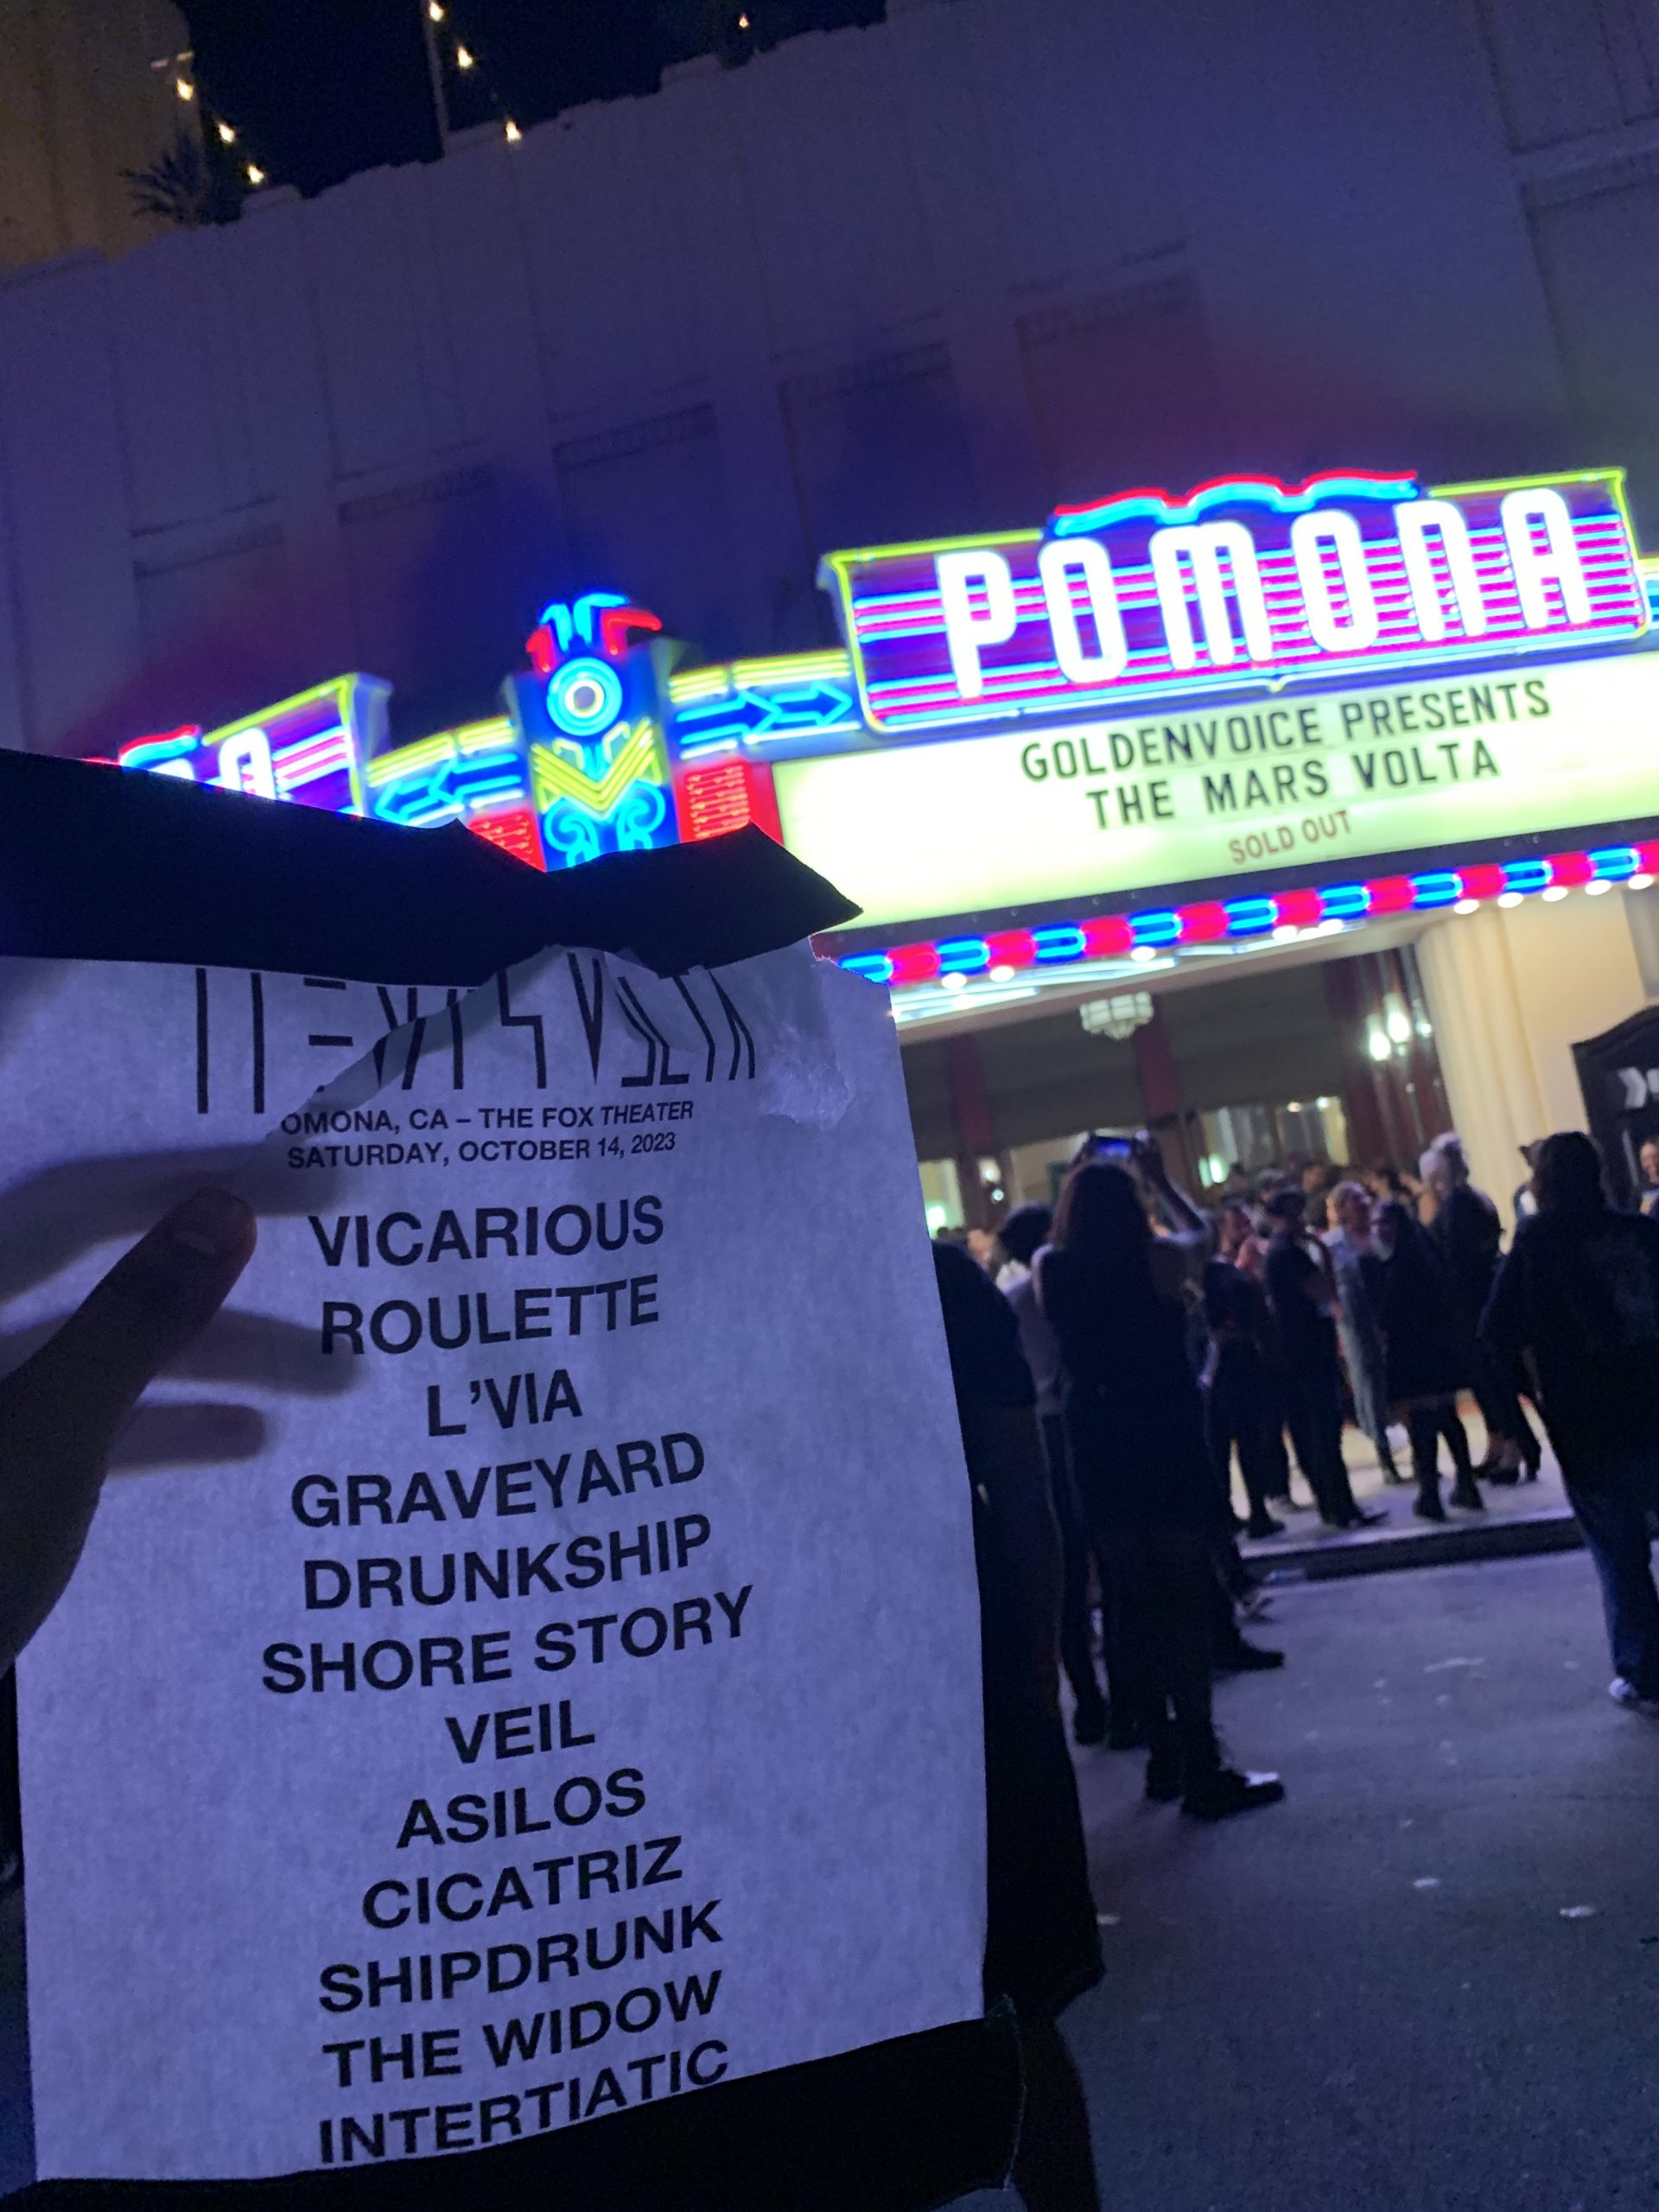 POMONA
GOLDENVOICE PRESENTS
THE MARS VOLTA
SOLD OUT
OMONA, CA – THE FOX THEATER
SATURDAY, OCTOBER 14, 2023
VICARIOUS
ROULETTE
L'VIA
GRAVEYARD
DRUNKSHIP
SHORE STORY
VEIL
ASILOS
CICATRIZ
SHIPDRUNK
THE WIDOW
INTERTIATIC